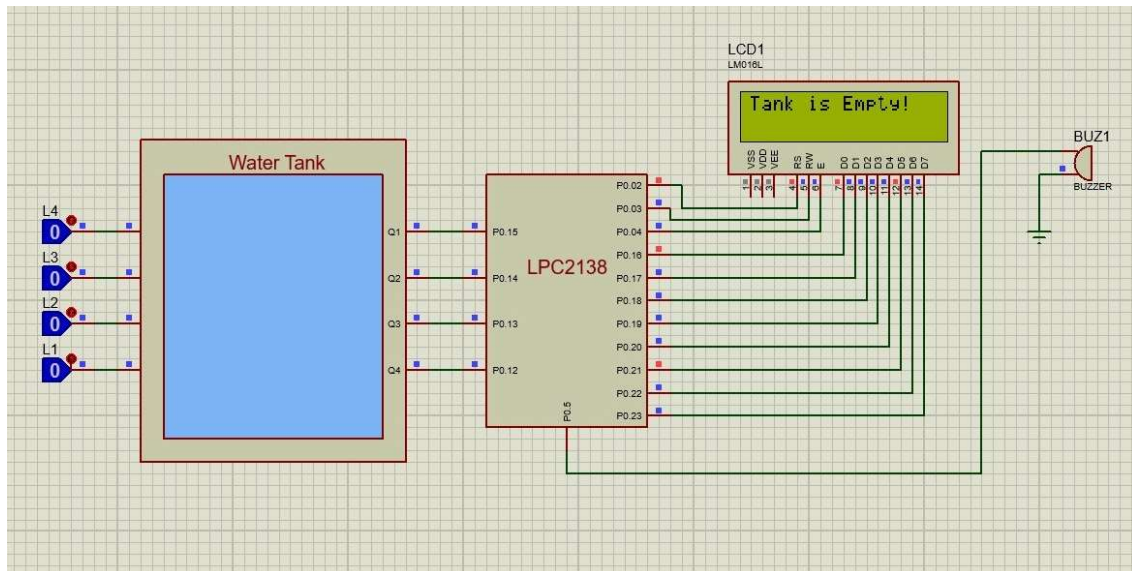 LCD1
LM016L
Tank is Empty!
VSS
VDD
VEE
RS
RW
E
D0
D1
D2
D3
D4
D5
D6
D7
1
2
3
4
5
6
7
8
9
10
11
12
13
14
BUZ1
BUZZER
Water Tank
L4
0
L3
0
L2
0
L1
0
Q1
Q2
Q3
Q4
LPC2138
P0.15
P0.14
P0.13
P0.12
P0.5
P0.02
P0.03
P0.04
P0.16
P0.17
P0.18
P0.19
P0.20
P0.21
P0.22
P0.23